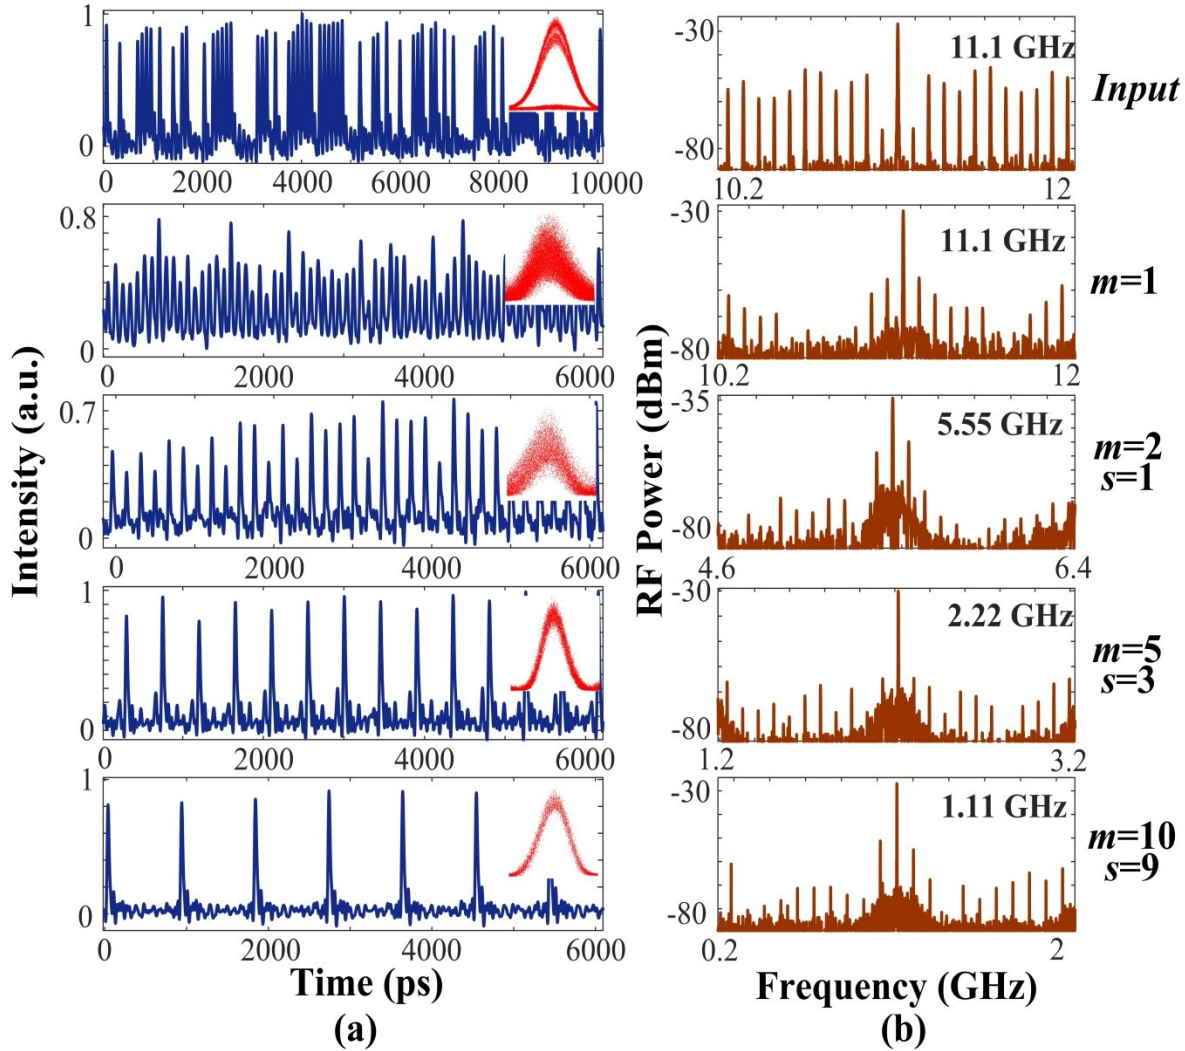 1
0
0 2000 4000 6000 8000 10000
-30
-80
11.1 GHz
10.2 12
Input
0.8
0
0 2000 4000 6000
-30
-80
11.1 GHz
10.2 12
m=1
0.7
0
0 2000 4000 6000
-35
-80
5.55 GHz
4.6 6.4
m=2
s=1
1
0
0 2000 4000 6000
-30
-80
2.22 GHz
1.2 3.2
m=5
s=3
1
0
0 2000 4000 6000
-30
-80
1.11 GHz
0.2 2
m=10
s=9
Intensity (a.u.)
RF Power (dBm)
Time (ps)
Frequency (GHz)
(a)
(b)